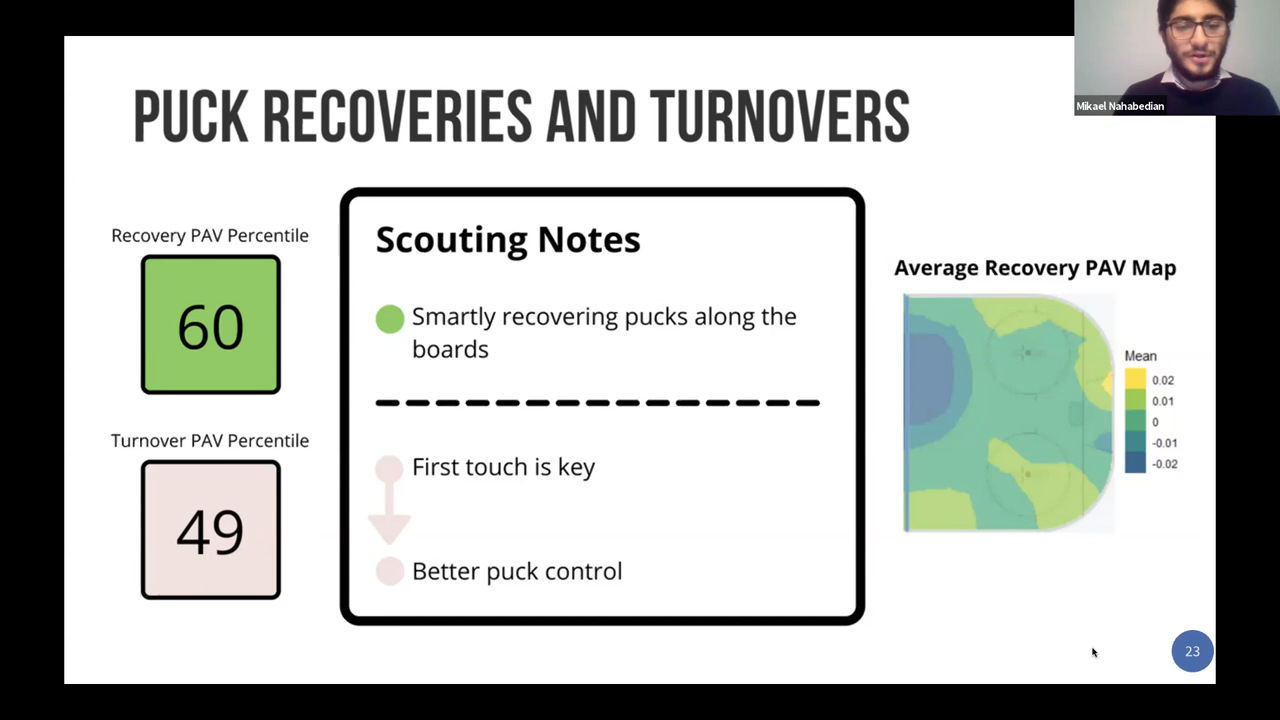 Mikael Nahabedian
PUCK RECOVERIES AND TURNOVERS
Recovery PAV Percentile
60
Turnover PAV Percentile
49
Scouting Notes
Smartly recovering pucks along the
boards
First touch is key
Better puck control
Average Recovery PAV Map
Mean
0.02
0.01
0
-0.01
-0.02
23